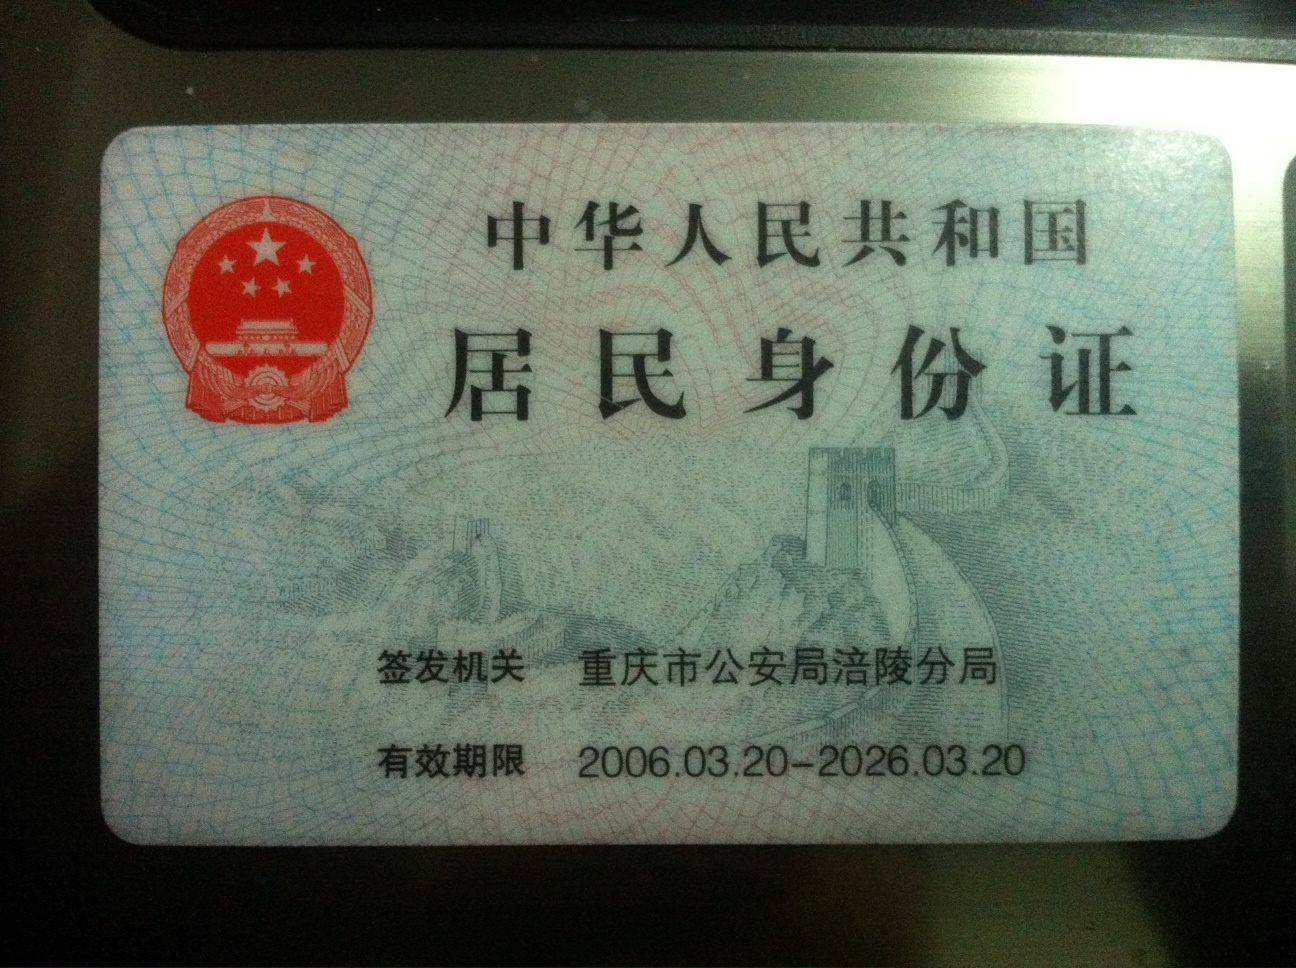 中华人民共和国
居民身份证
签发机关 重庆市公安局涪陵分局
有效期限 2006.03.20-2026.03.20